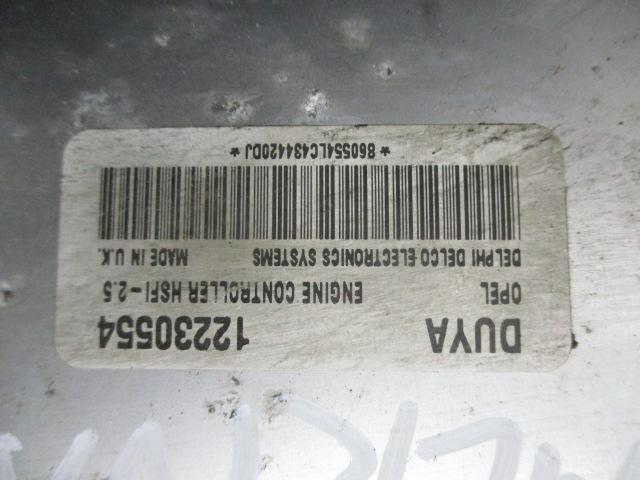 DUYA 12230554
OPEL ENGINE CONTROLLER HSFI-2.5
DELPHI DELCO ELECTRONICS SYSTEMS MADE IN U.K.
*860554LC434420DJ*